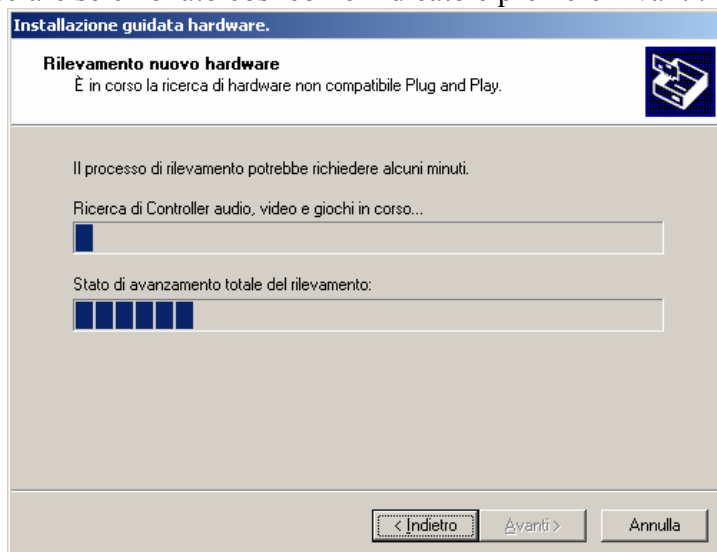 Installazione guidata hardware.
Rilevamento nuovo hardware
È in corso la ricerca di hardware non compatibile Plug and Play.
Il processo di rilevamento potrebbe richiedere alcuni minuti.
Ricerca di Controller audio, video e giochi in corso...
Stato di avanzamento totale del rilevamento:
< Indietro
Avanti >
Annulla